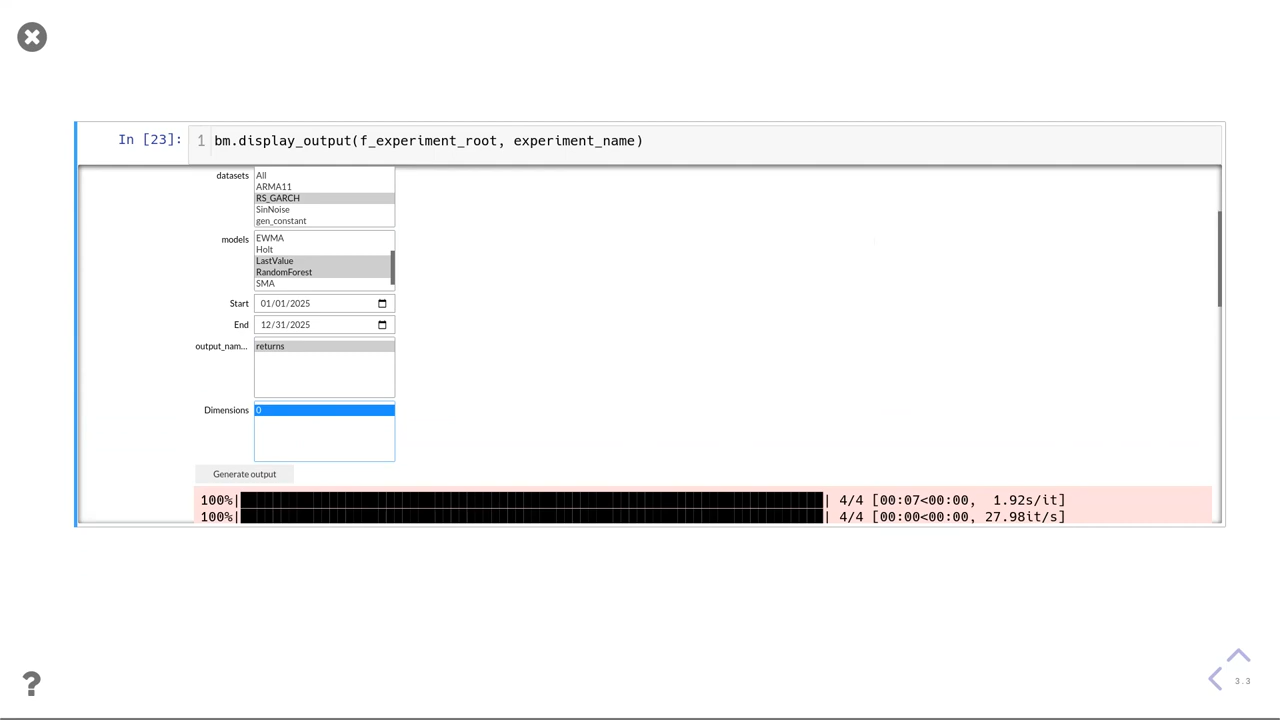 In [23]: 1 bm.display_output(f_experiment_root, experiment_name)
datasets
All
ARMA11
RS_GARCH
SinNoise
gen_constant
models
EWMA
Holt
LastValue
RandomForest
SMA
Start 01/01/2025
End 12/31/2025
output_nam... returns
Dimensions 0
Generate output
100%| | 4/4 [00:07<00:00, 1.92s/it]
100%| | 4/4 [00:00<00:00, 27.98it/s]
?
3.3